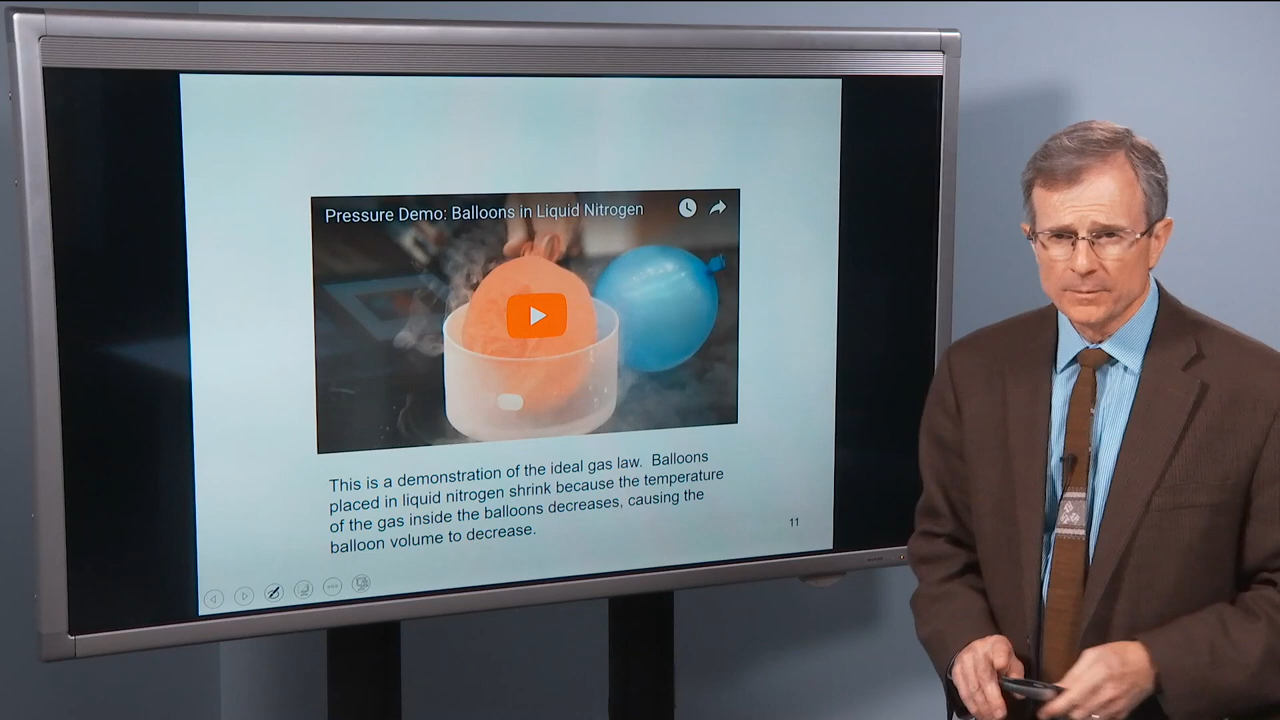 Pressure Demo: Balloons in Liquid Nitrogen
This is a demonstration of the ideal gas law.  Balloons
placed in liquid nitrogen shrink because the temperature
of the gas inside the balloons decreases, causing the
balloon volume to decrease.
11